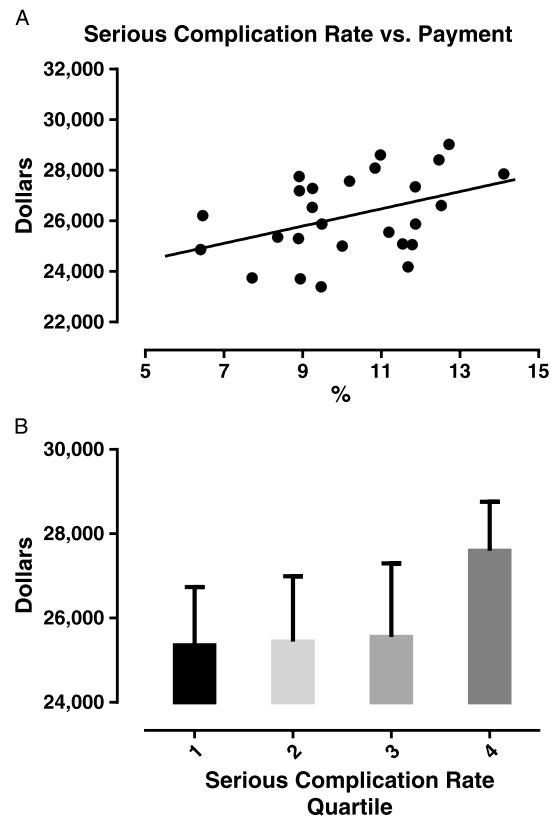 A
Serious Complication Rate vs. Payment
32,000
30,000
28,000
26,000
24,000
22,000
Dollars
5 7 9 11 13 15
%
B
30,000
28,000
26,000
24,000
Dollars
1 2 3 4
Serious Complication Rate
Quartile